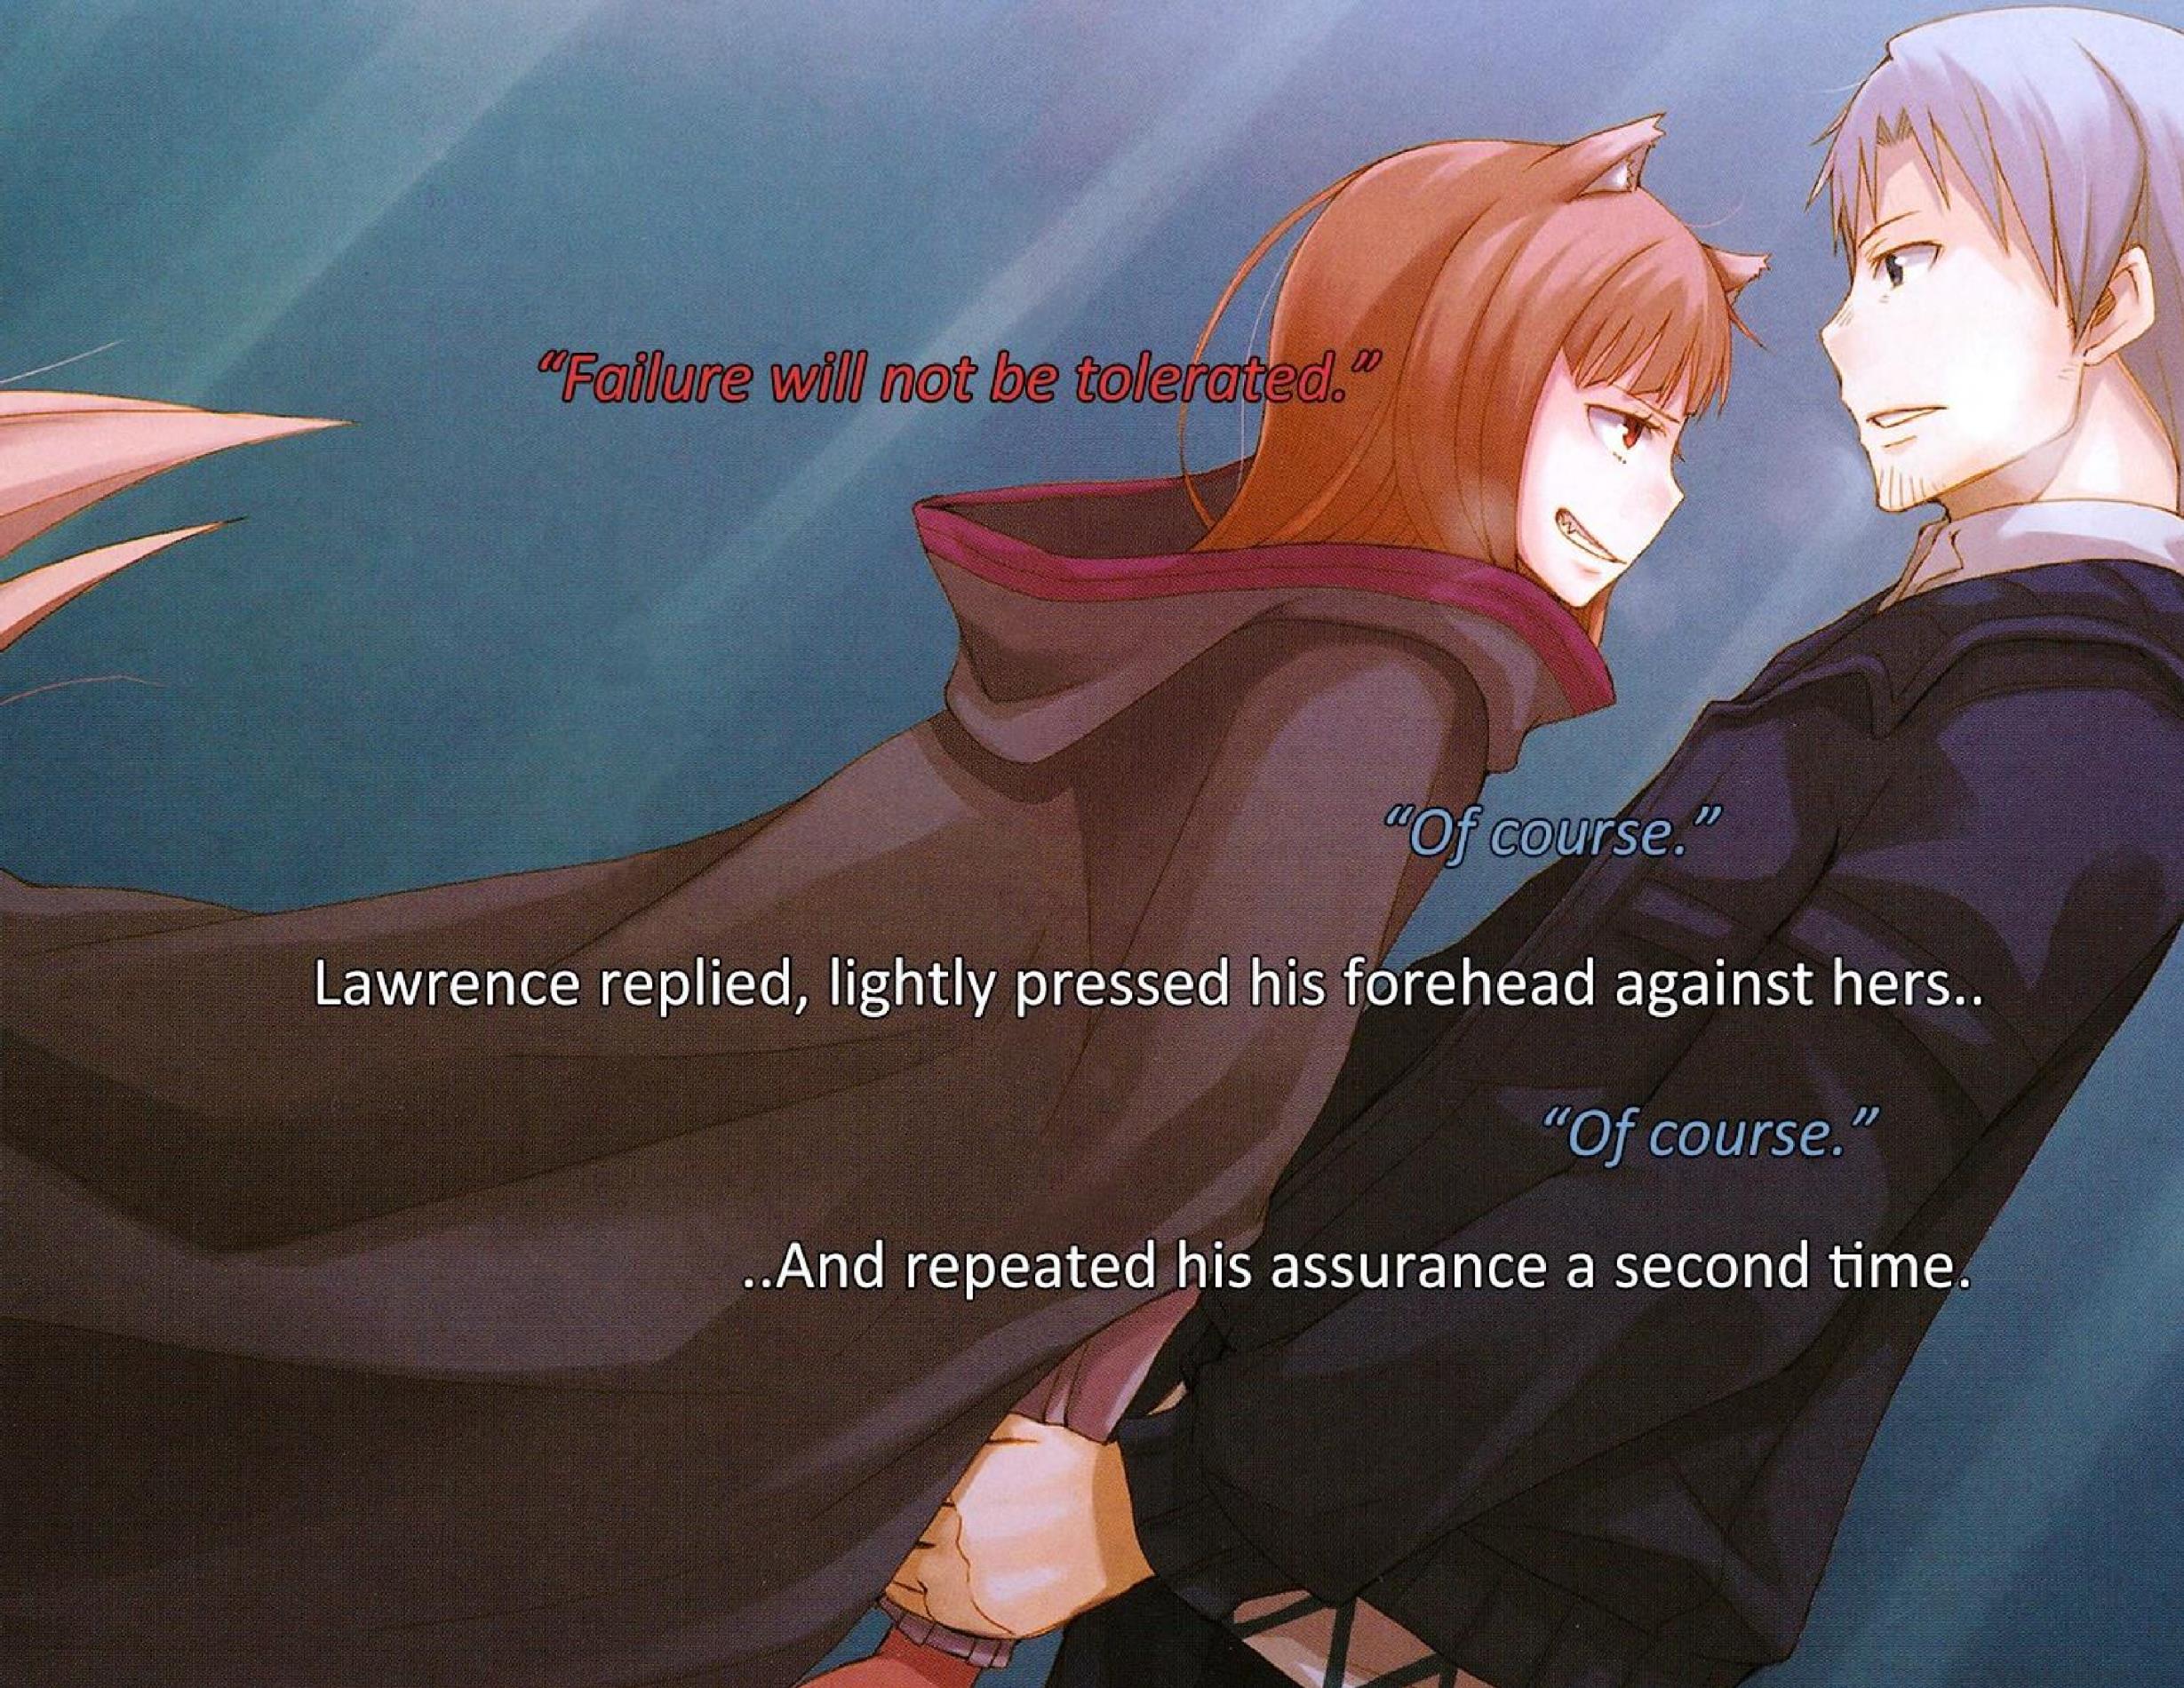 “Failure will not be tolerated.”
“Of course.”
Lawrence replied, lightly pressed his forehead against hers..
“Of course.”
..And repeated his assurance a second time.